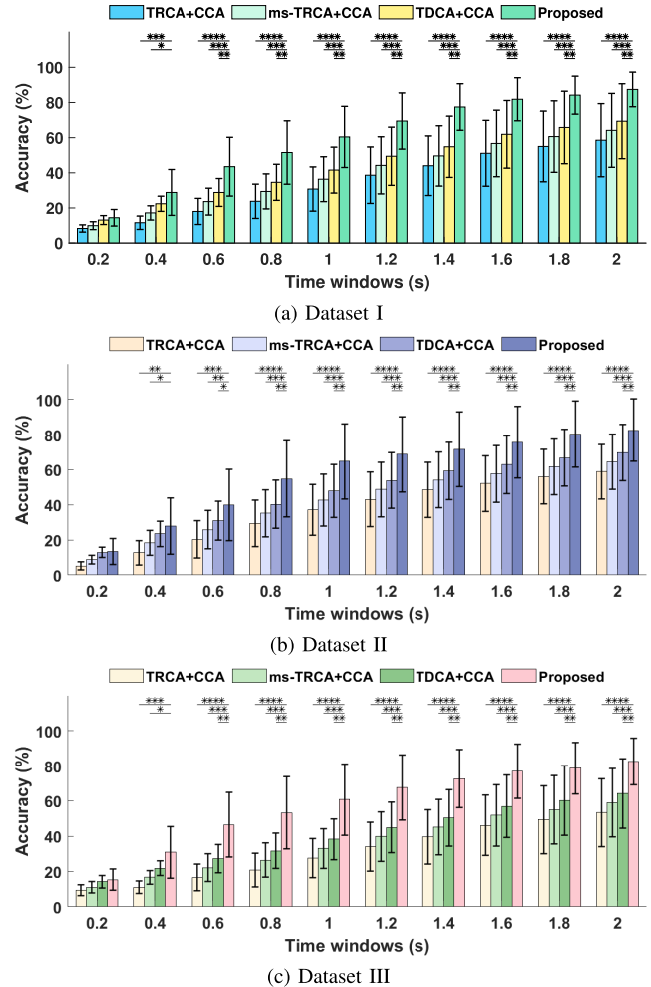 TRCA+CCA ms-TRCA+CCA TDCA+CCA Proposed
*** **** **** **** **** **** **** **** ****
* *** *** *** *** *** *** *** ***
** ** ** ** ** ** ** **
Accuracy (%)
100
80
60
40
20
0
0.2 0.4 0.6 0.8 1 1.2 1.4 1.6 1.8 2
Time windows (s)
(a) Dataset I
TRCA+CCA ms-TRCA+CCA TDCA+CCA Proposed
** *** **** **** **** **** **** **** ****
* ** *** *** *** *** *** *** ***
* ** ** ** ** ** ** **
Accuracy (%)
100
80
60
40
20
0
0.2 0.4 0.6 0.8 1 1.2 1.4 1.6 1.8 2
Time windows (s)
(b) Dataset II
TRCA+CCA ms-TRCA+CCA TDCA+CCA Proposed
*** **** **** **** **** **** **** **** ****
* *** *** *** *** *** *** *** ***
** ** ** ** ** ** ** **
Accuracy (%)
100
80
60
40
20
0
0.2 0.4 0.6 0.8 1 1.2 1.4 1.6 1.8 2
Time windows (s)
(c) Dataset III